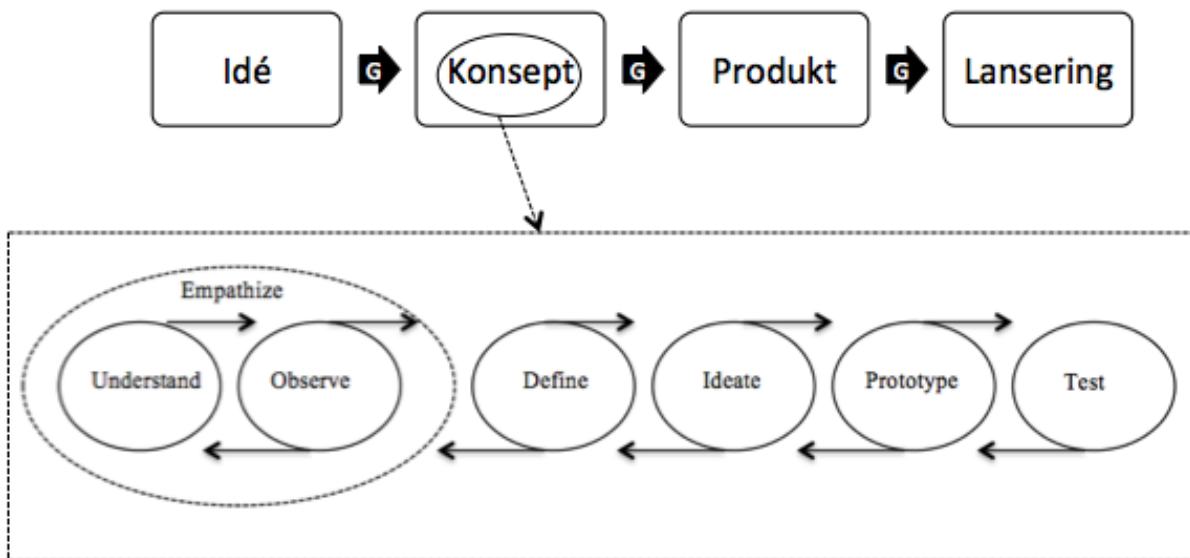 Idé G Konsept G Produkt G Lansering
Empathize
Understand Observe Define Ideate Prototype Test